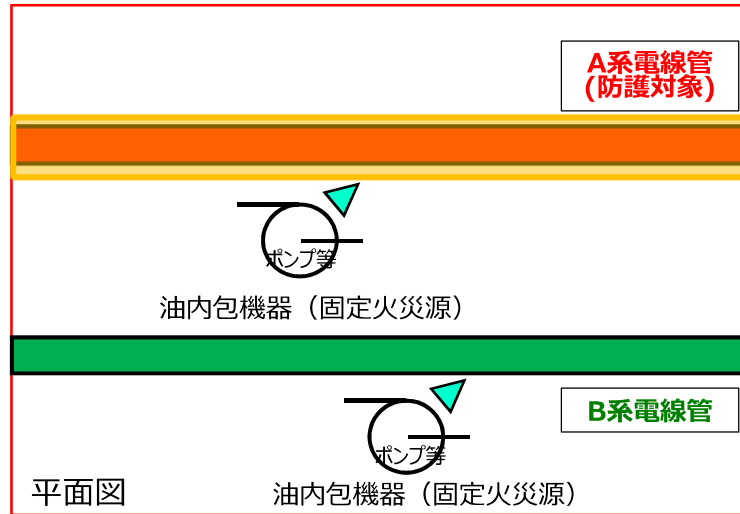 A系電線管
(防護対象)
ポンプ等
油内包機器（固定火災源）
B系電線管
ポンプ等
平面図
油内包機器（固定火災源）